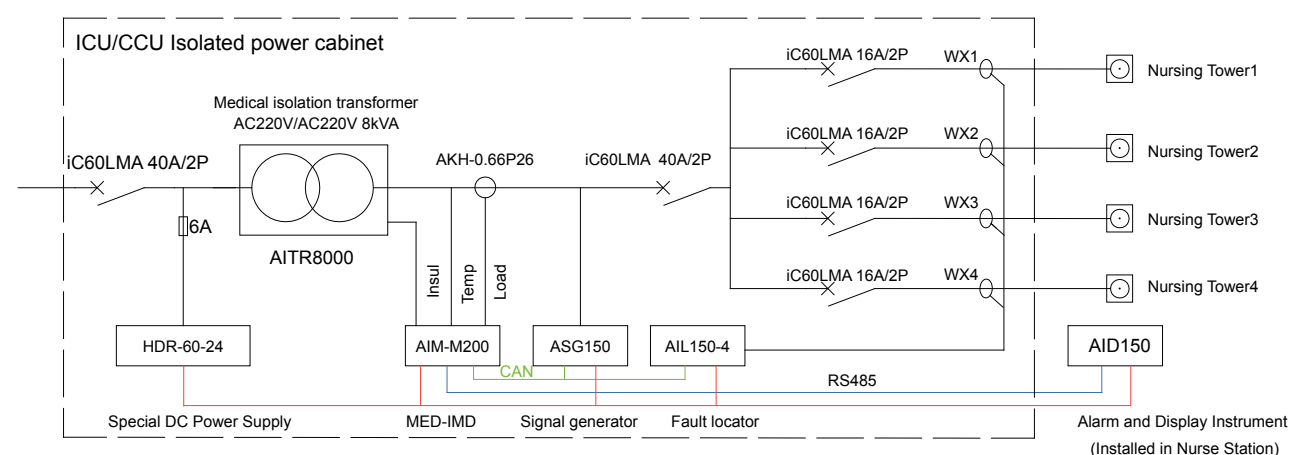 ICU/CCU Isolated power cabinet
Medical isolation transformer
AC220V/AC220V 8kVA
iC60LMA 40A/2P
6A
AITR8000
AKH-0.66P26
iC60LMA  40A/2P
iC60LMA 16A/2P
WX1
Nursing Tower1
iC60LMA 16A/2P
WX2
Nursing Tower2
iC60LMA 16A/2P
WX3
Nursing Tower3
iC60LMA 16A/2P
WX4
Nursing Tower4
Insul
Temp
Load
HDR-60-24
AIM-M200
ASG150
AIL150-4
AID150
CAN
RS485
Special DC Power Supply
MED-IMD
Signal generator
Fault locator
Alarm and Display Instrument
(Installed in Nurse Station)